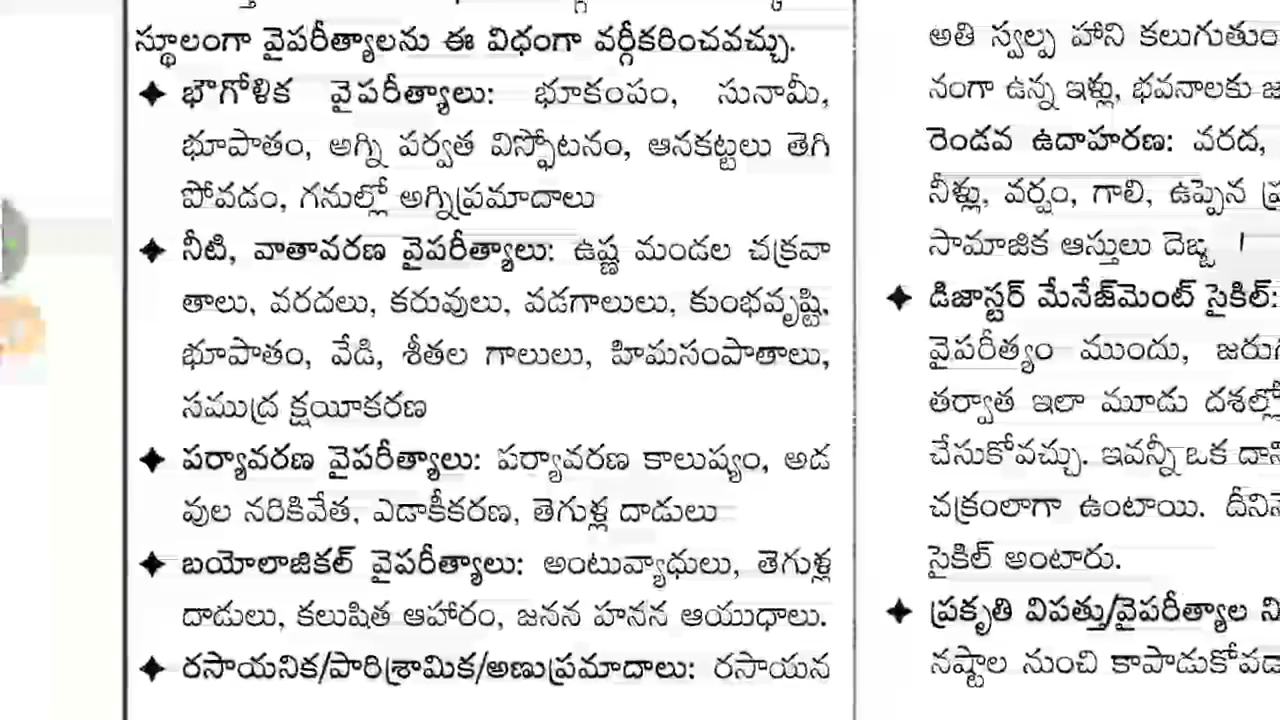 స్థూలంగా వైపరీత్యాలను ఈ విధంగా వర్గీకరించవచ్చు.
✦ భౌగోళిక వైపరీత్యాలు: భూకంపం, సునామీ,
భూపాతం, అగ్ని పర్వత విస్ఫోటనం, ఆనకట్టలు తెగి
పోవడం, గనుల్లో అగ్నిప్రమాదాలు
✦ నీటి, వాతావరణ వైపరీత్యాలు: ఉష్ణ మండల చక్రవా
తాలు, వరదలు, కరువులు, వడగాలులు, కుంభవృష్టి,
భూపాతం, వేడి, శీతల గాలులు, హిమసంపాతాలు,
సముద్ర క్షయీకరణ
✦ పర్యావరణ వైపరీత్యాలు: పర్యావరణ కాలుష్యం, అడ
వుల నరికివేత, ఎడాకీకరణ, తెగుళ్ల దాడులు
✦ బయోలాజికల్ వైపరీత్యాలు: అంటువ్యాధులు, తెగుళ్ల
దాడులు, కలుషిత ఆహారం, జనన హనన ఆయుధాలు.
✦ రసాయనిక/పారిశ్రామిక/అణుప్రమాదాలు: రసాయన
అతి స్వల్ప హాని కలుగుతుం
నంగా ఉన్న ఇళ్లు, భవనాలకు
రెండవ ఉదాహరణ: వరద,
నీళ్లు, వర్షం, గాలి, ఉప్పెన
సామాజిక ఆస్తులు దెబ్బ
✦ డిజాస్టర్ మేనేజ్‌మెంట్ సైకిల్:
వైపరీత్యం ముందు, జరు
తర్వాత ఇలా మూడు దశల్లో
చేసుకోవచ్చు. ఇవన్నీ ఒక
చక్రంలాగా ఉంటాయి.
సైకిల్ అంటారు.
✦ ప్రకృతి విపత్తు/వైపరీత్యాల ని
నష్టాల నుంచి కాపాడుకోవ